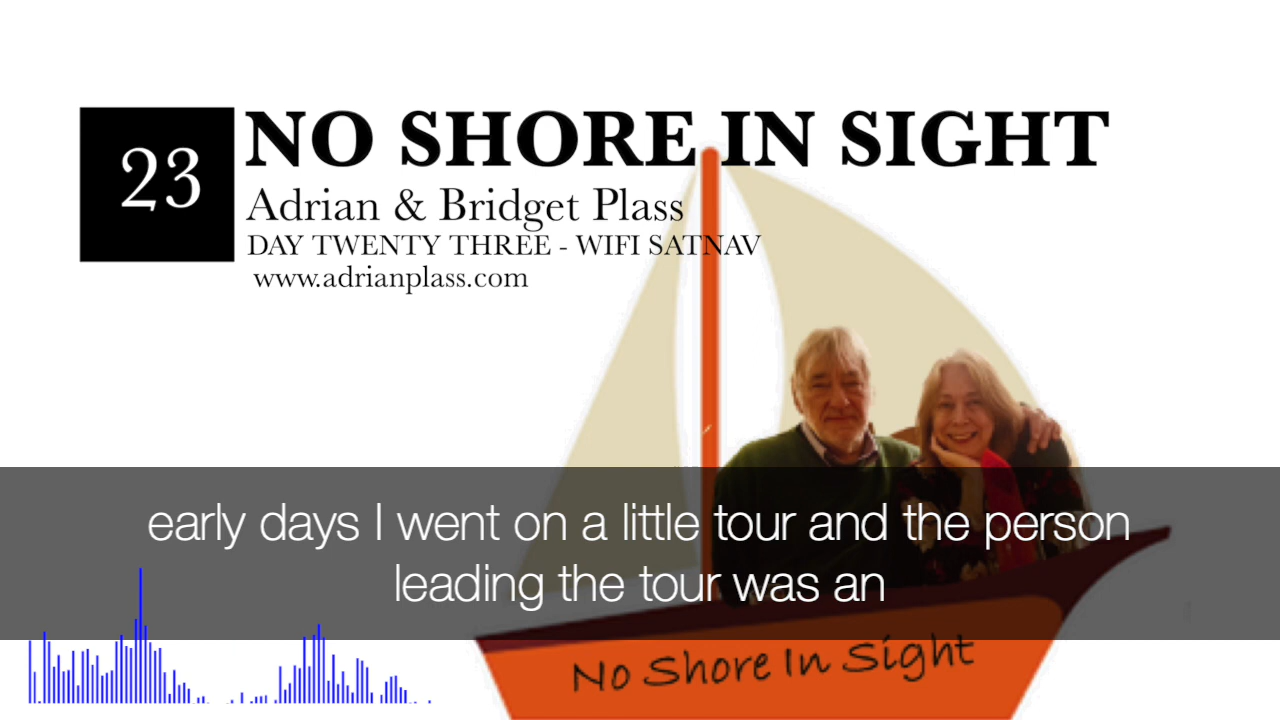 23
NO SHORE IN SIGHT
Adrian & Bridget Plass
DAY TWENTY THREE - WIFI SATNAV
www.adrianplass.com
early days I went on a little tour and the person
leading the tour was an
No Shore In Sight